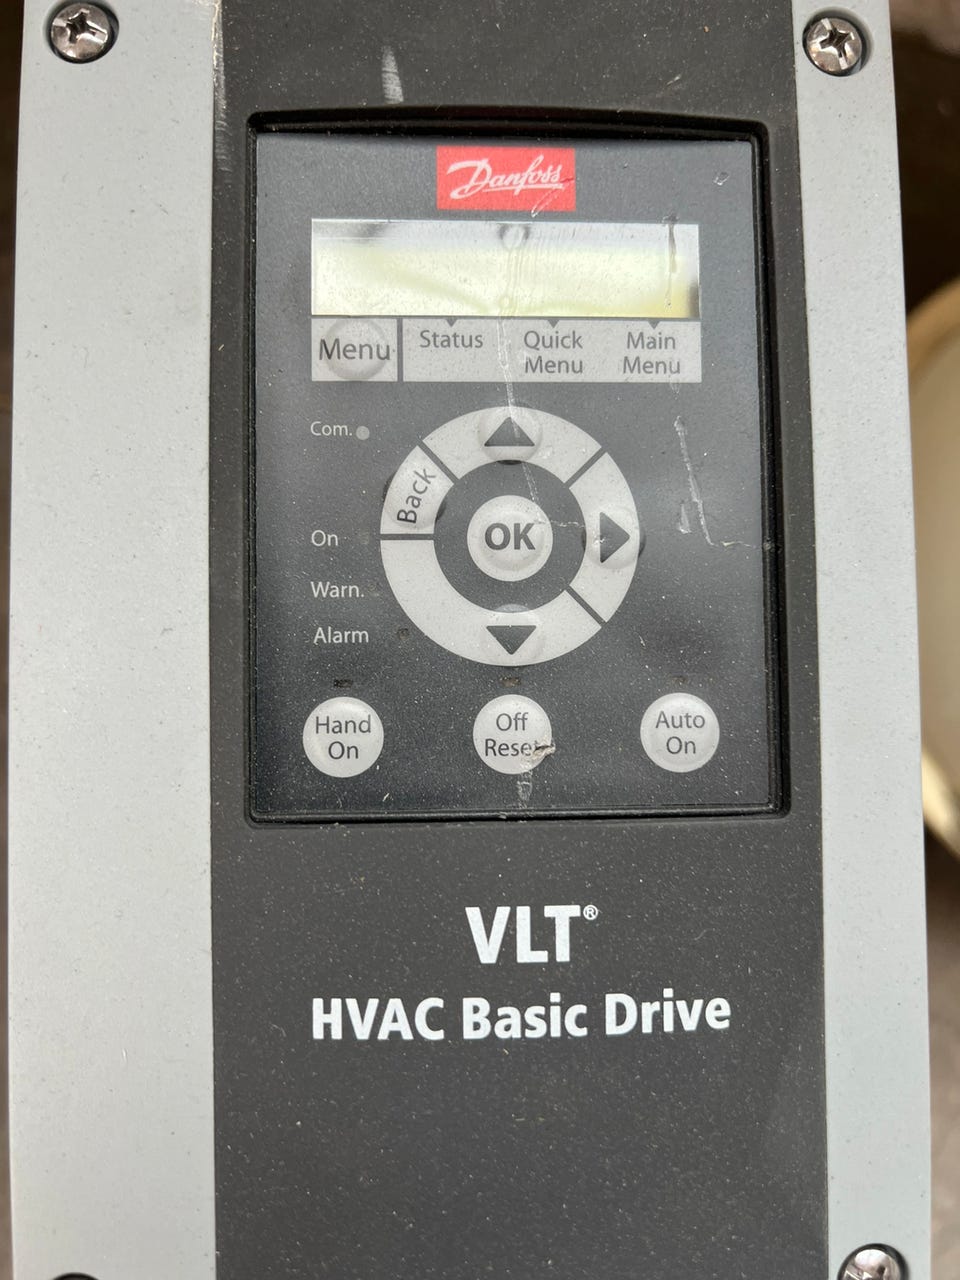 Danfoss
Menu
Status
Quick
Menu
Main
Menu
Com.
Back
On
OK
Warn.
Alarm
Hand
On
Off
Reset
Auto
On
VLT®
HVAC Basic Drive